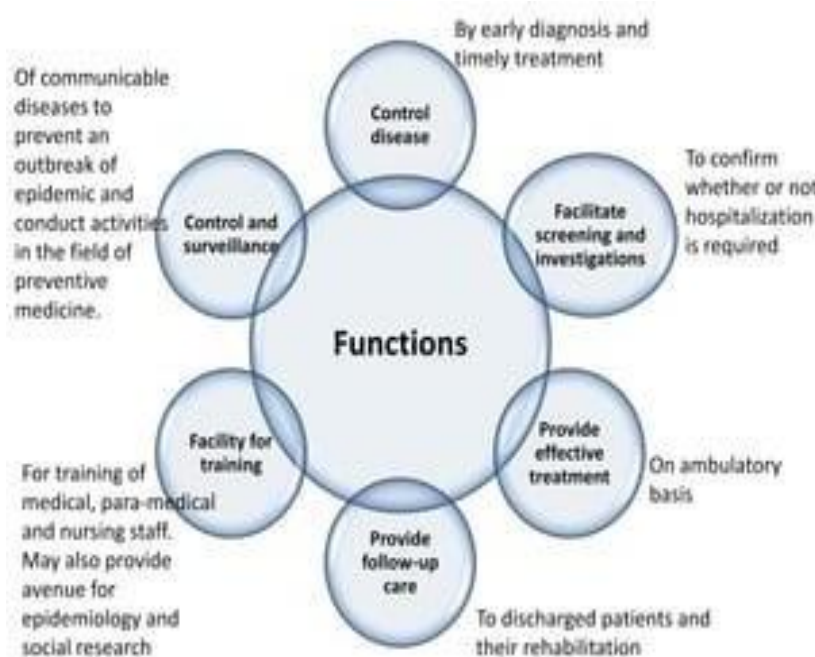 By early diagnosis and
timely treatment
Control
disease
Of communicable
diseases to
prevent an
outbreak of
epidemic and
conduct activities
in the field of
preventive
medicine.
Control and
surveillance
Facilitate
screening and
investigations
To confirm
whether or not
hospitalization
is required
Functions
Facility for
training
Provide
effective
treatment
On ambulatory
basis
For training of
medical, para-medical
and nursing staff.
May also provide
avenue for
epidemiology and
social research
Provide
follow-up
care
To discharged patients and
their rehabilitation